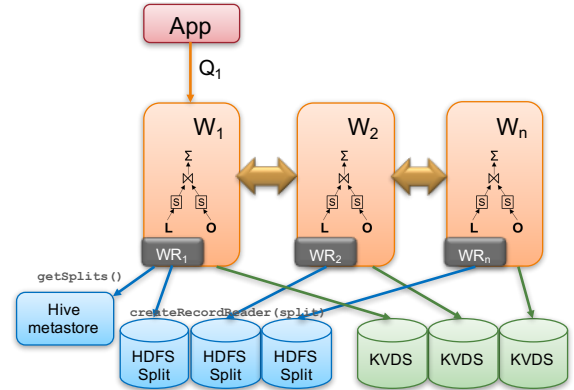 App
Q1
W1
W2
Wn
Σ
Σ
Σ
⋈
⋈
⋈
S S
S S
S S
L O
L O
L O
WR1
WR2
WRn
getSplits()
Hive
metastore
createRecordReader(split)
HDFS
Split
HDFS
Split
HDFS
Split
KVDS
KVDS
KVDS